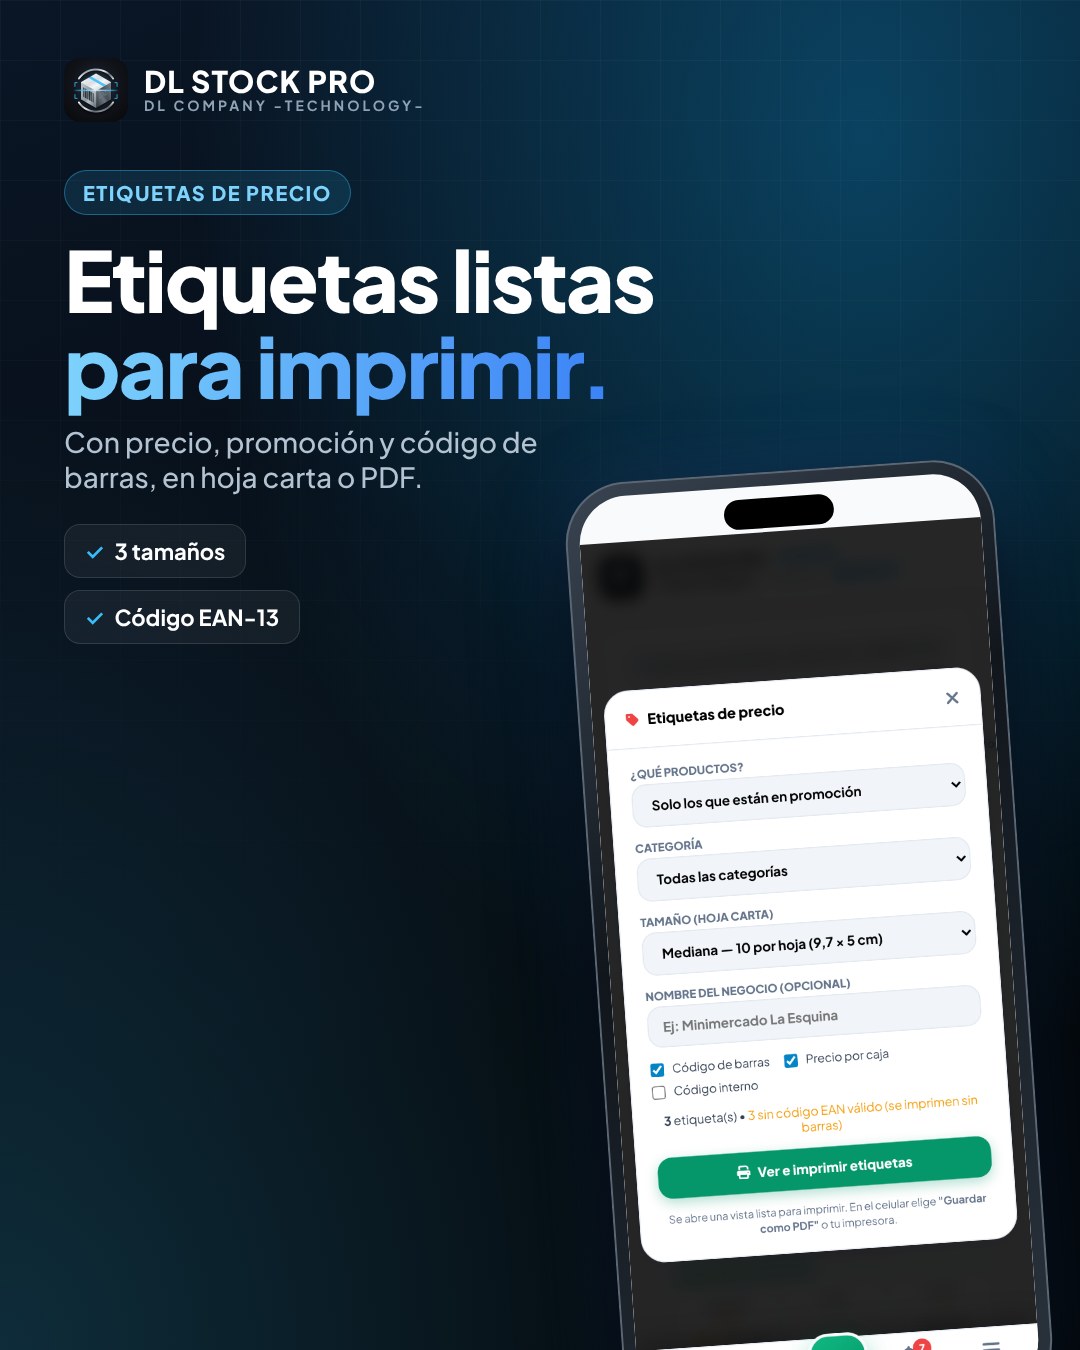 DL STOCK PRO
DL COMPANY -TECHNOLOGY-
ETIQUETAS DE PRECIO
Etiquetas listas
para imprimir.
Con precio, promoción y código de
barras, en hoja carta o PDF.
3 tamaños
Código EAN-13
Etiquetas de precio
¿QUÉ PRODUCTOS?
Solo los que están en promoción
CATEGORÍA
Todas las categorías
TAMAÑO (HOJA CARTA)
Mediana — 10 por hoja (9,7 × 5 cm)
NOMBRE DEL NEGOCIO (OPCIONAL)
Ej: Minimercado La Esquina
Código de barras Precio por caja
Código interno
3 etiqueta(s) • 3 sin código EAN válido (se imprimen sin
barras)
Ver e imprimir etiquetas
Se abre una vista lista para imprimir. En el celular elige "Guardar
como PDF" o tu impresora.
7